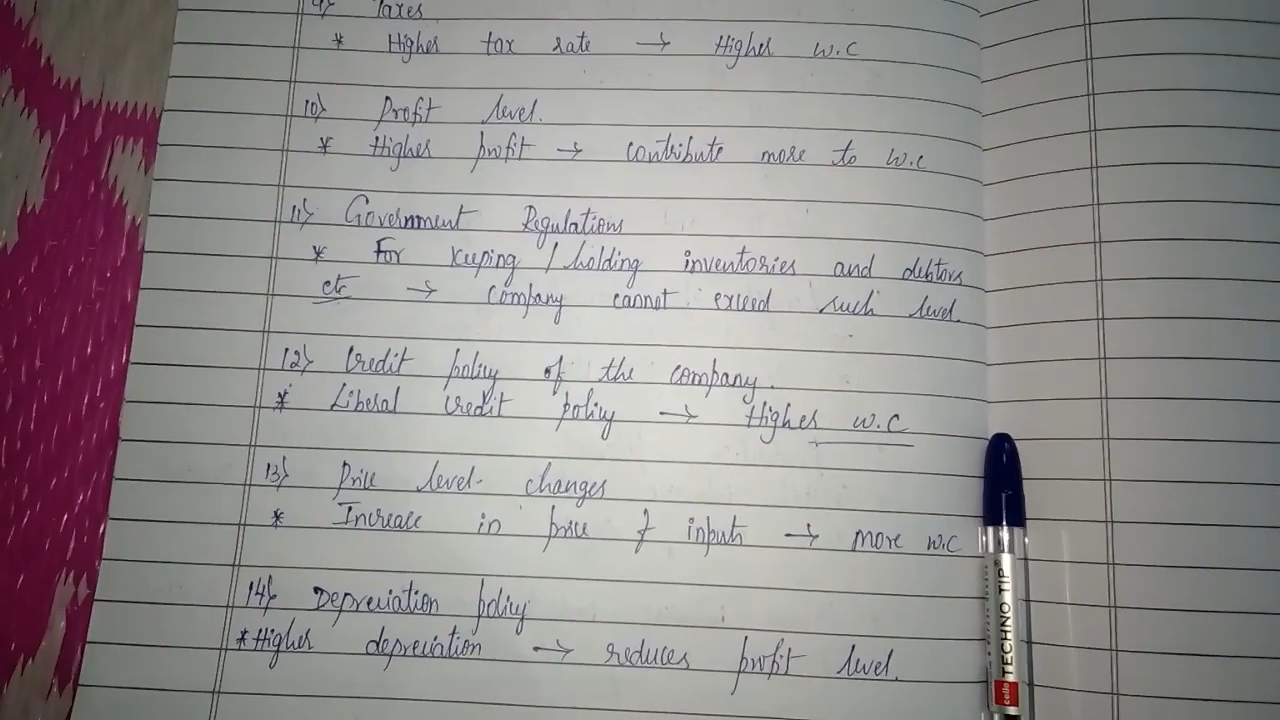 9} Taxes
* Higher tax rate → Higher W.C
10} Profit level.
* Higher profit → contribute more to W.C
11} Government Regulations
* For keeping / holding inventories and debtors
etc → company cannot exceed such level.
12} Credit policy of the company.
* Liberal credit policy → Higher W.C
13} Price level- changes
* Increase in price of inputs → more W.C
14} Depreciation policy
* Higher depreciation → reduces profit level.
cello TECHNO TIP®